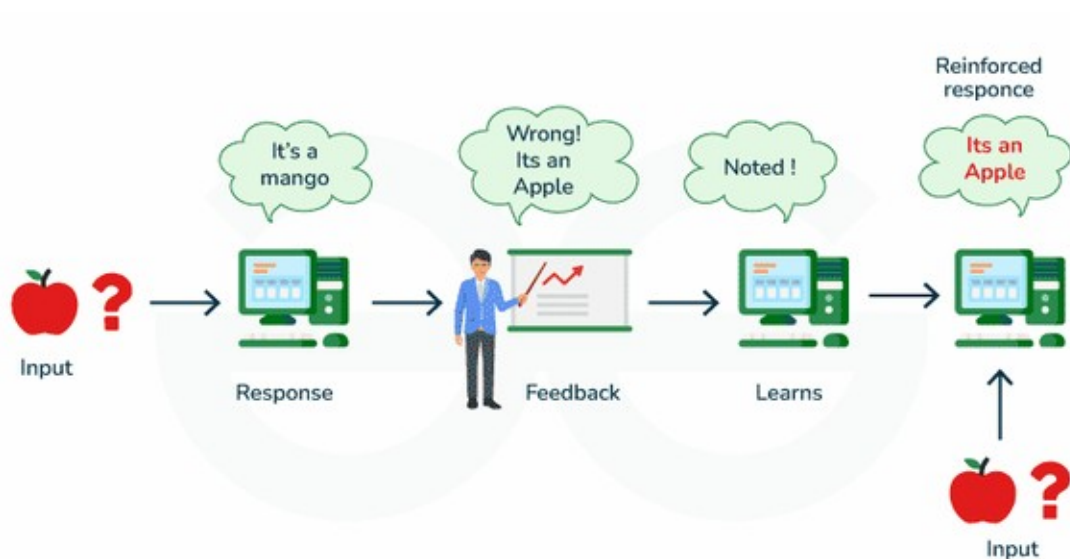 Reinforced
responce
It's a
mango
Wrong!
Its an
Apple
Noted !
Its an
Apple
Input
Response
Feedback
Learns
Input